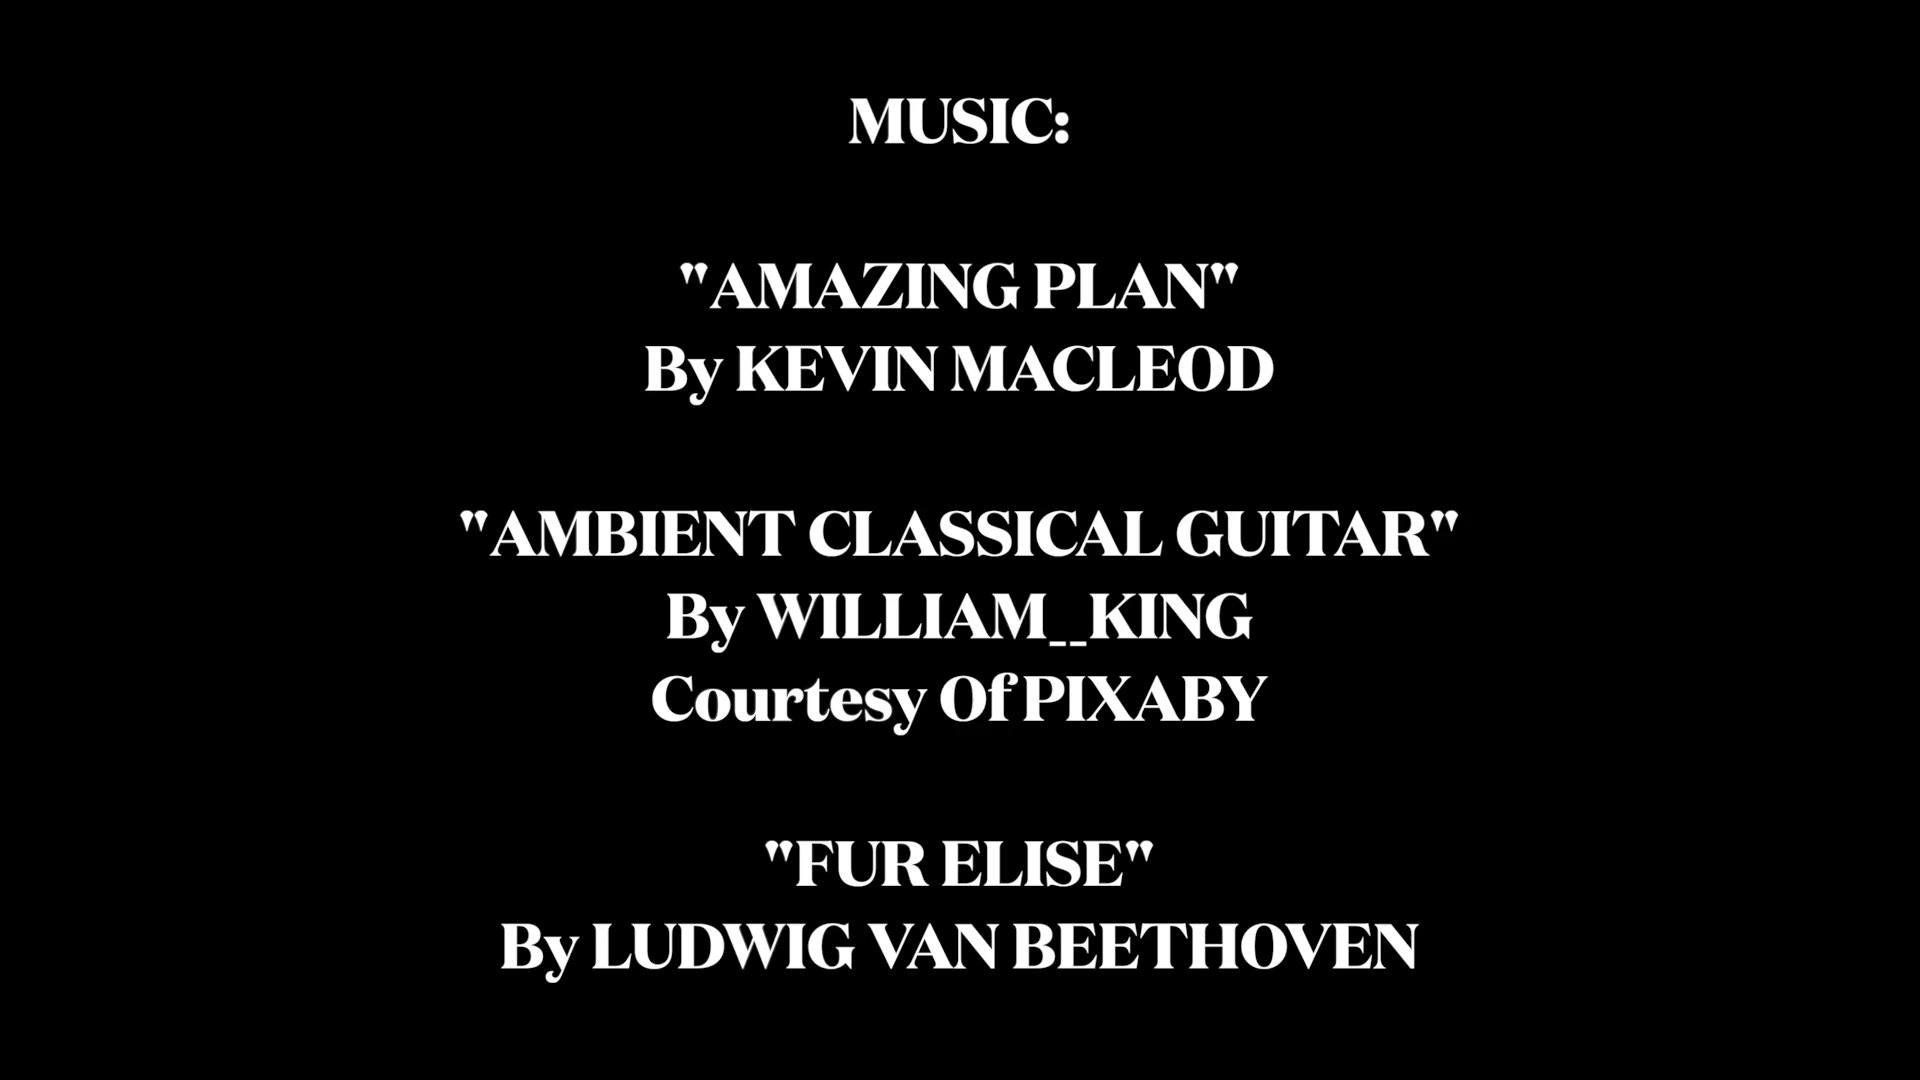 MUSIC:
"AMAZING PLAN"
By KEVIN MACLEOD
"AMBIENT CLASSICAL GUITAR"
By WILLIAM__KING
Courtesy Of PIXABY
"FUR ELISE"
By LUDWIG VAN BEETHOVEN